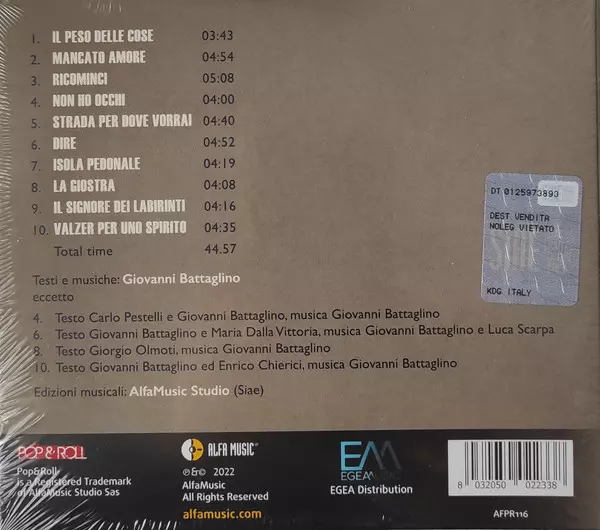 1. IL PESO DELLE COSE 03:43
2. MANCATO AMORE 04:54
3. RICOMINCI 05:08
4. NON HO OCCHI 04:00
5. STRADA PER DOVE VORRAI 04:40
6. DIRE 04:52
7. ISOLA PEDONALE 04:19
8. LA GIOSTRA 04:08
9. IL SIGNORE DEI LABIRINTI 04:16
10. VALZER PER UNO SPIRITO 04:35
Total time 44.57
DT 0125973893
DEST.VENDITA
NOLEG VIETATO
KDG ITALY
Testi e musiche: Giovanni Battaglino
eccetto
4. Testo Carlo Pestelli e Giovanni Battaglino, musica Giovanni Battaglino
6. Testo Giovanni Battaglino e Maria Dalla Vittoria, musica Giovanni Battaglino e Luca Scarpa
8. Testo Giorgio Olmoti, musica Giovanni Battaglino
10. Testo Giovanni Battaglino ed Enrico Chierici, musica Giovanni Battaglino
Edizioni musicali: AlfaMusic Studio (Siae)
POP & ROLL
Pop&Roll
is a Registered Trademark
of AlfaMusic Studio Sas
ALFA MUSIC
℗&© 2022
AlfaMusic
All Rights Reserved
alfamusic.com
EM
EGEA MUSIC
EGEA Distribution
8 032050 022338
AFPR116